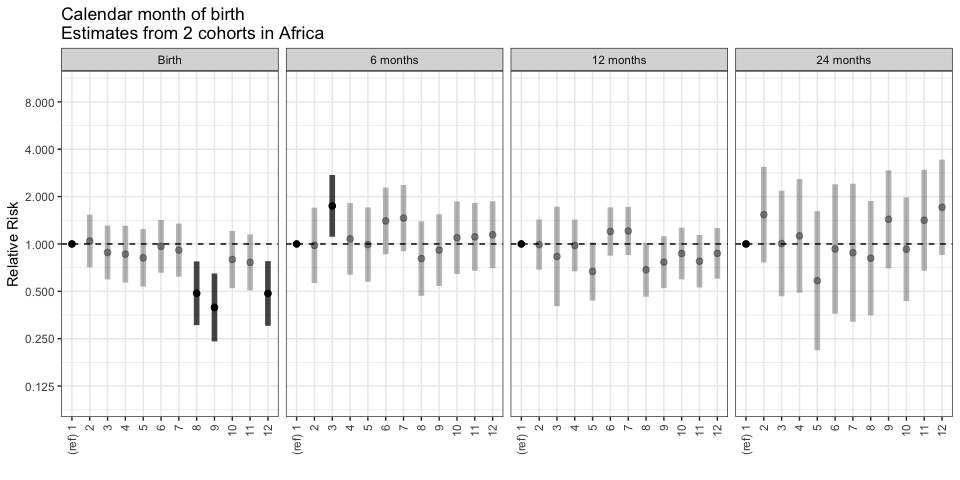 Calendar month of birth
Estimates from 2 cohorts in Africa
Birth
6 months
12 months
24 months
Relative Risk
8.000
4.000
2.000
1.000
0.500
0.250
0.125
(ref) 1 2 3 4 5 6 7 8 9 10 11 12
(ref) 1 2 3 4 5 6 7 8 9 10 11 12
(ref) 1 2 3 4 5 6 7 8 9 10 11 12
(ref) 1 2 3 4 5 6 7 8 9 10 11 12